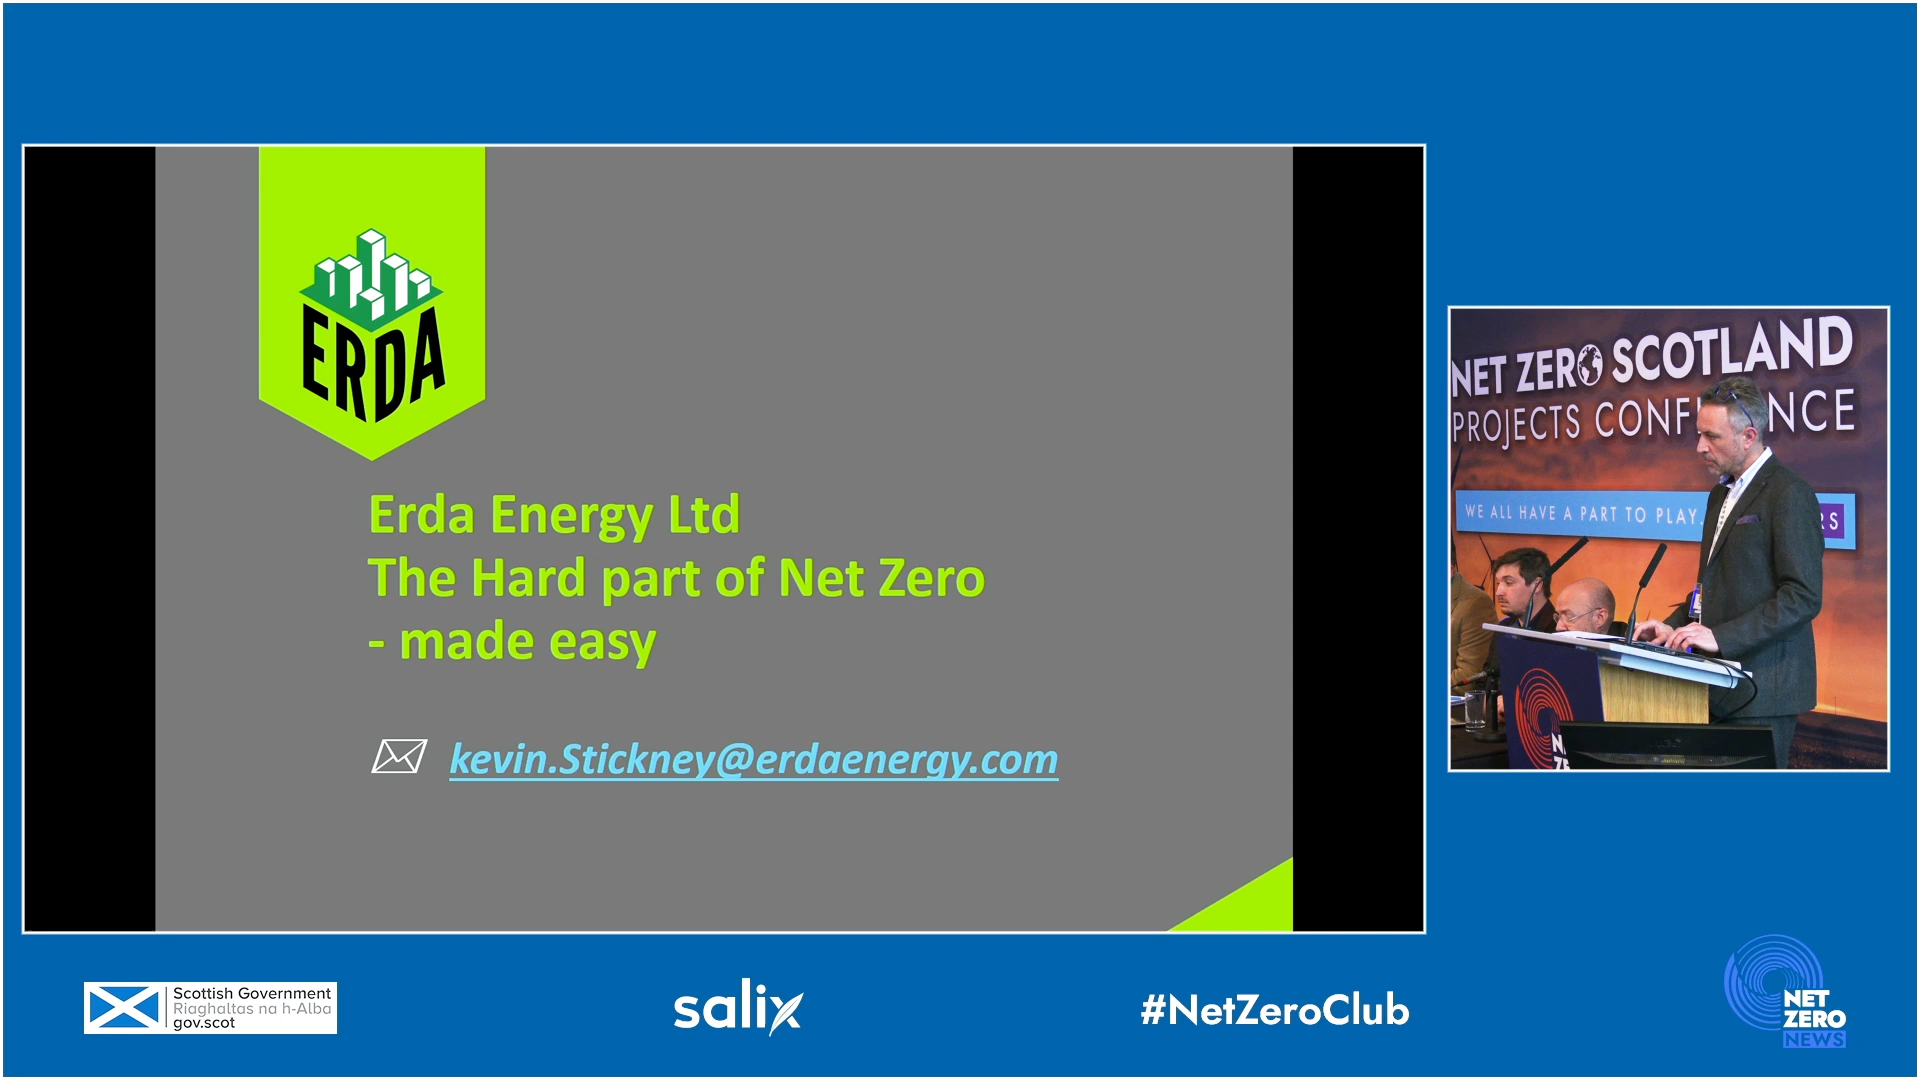 ERDA
Erda Energy Ltd
The Hard part of Net Zero
- made easy
kevin.Stickney@erdaenergy.com
NET ZERO SCOTLAND
PROJECTS CONF NCE
WE ALL HAVE A PART TO PLAY.
RS
N
ZE
Scottish Government
Riaghaltas na h-Alba
gov.scot
salix
#NetZeroClub
NET
ZERO
NEWS